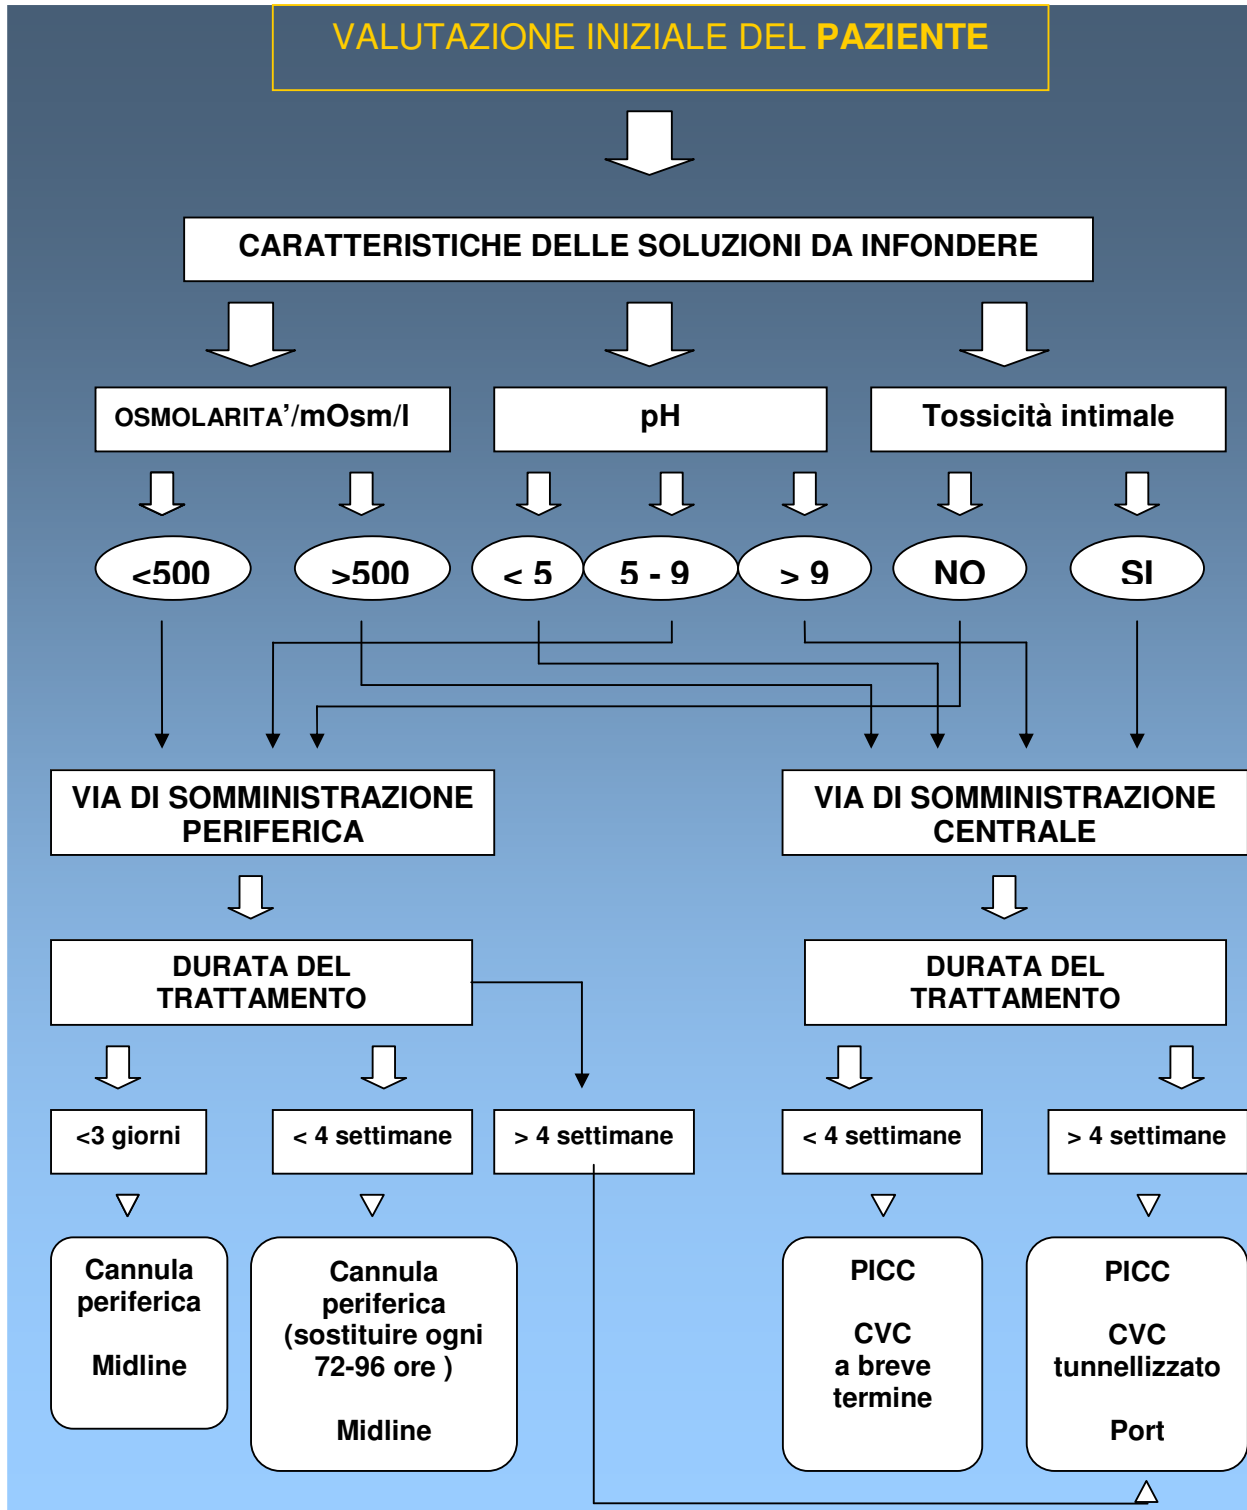 VALUTAZIONE INIZIALE DEL PAZIENTE
CARATTERISTICHE DELLE SOLUZIONI DA INFONDERE
OSMOLARITA'/mOsm/l
pH
Tossicità intimale
<500
>500
< 5
5 - 9
> 9
NO
SI
VIA DI SOMMINISTRAZIONE
PERIFERICA
VIA DI SOMMINISTRAZIONE
CENTRALE
DURATA DEL
TRATTAMENTO
DURATA DEL
TRATTAMENTO
<3 giorni
< 4 settimane
> 4 settimane
< 4 settimane
> 4 settimane
Cannula
periferica
Midline
Cannula
periferica
(sostituire ogni
72-96 ore )
Midline
PICC
CVC
a breve
termine
PICC
CVC
tunnellizzato
Port